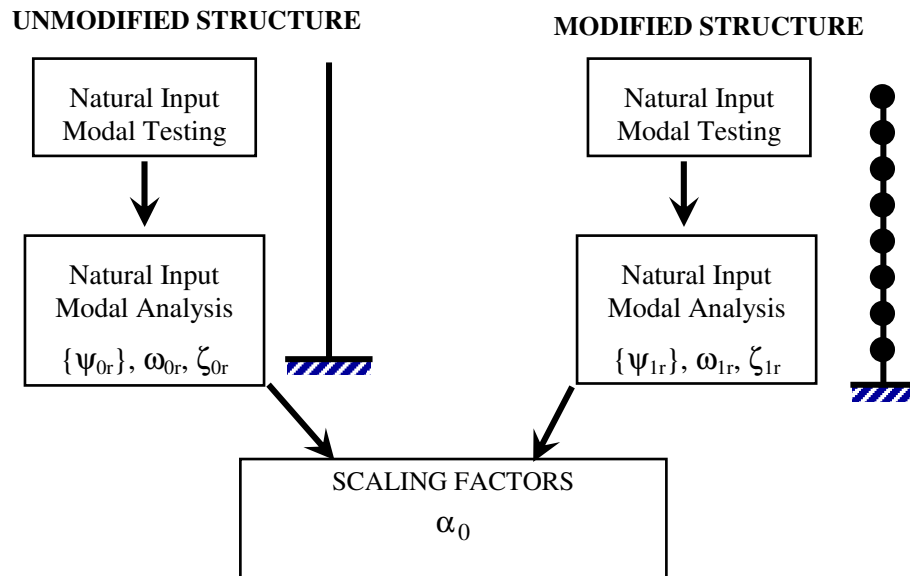 UNMODIFIED STRUCTURE
Natural Input
Modal Testing
Natural Input
Modal Analysis
{ψ0r}, ω0r, ζ0r
MODIFIED STRUCTURE
Natural Input
Modal Testing
Natural Input
Modal Analysis
{ψ1r}, ω1r, ζ1r
SCALING FACTORS
α0